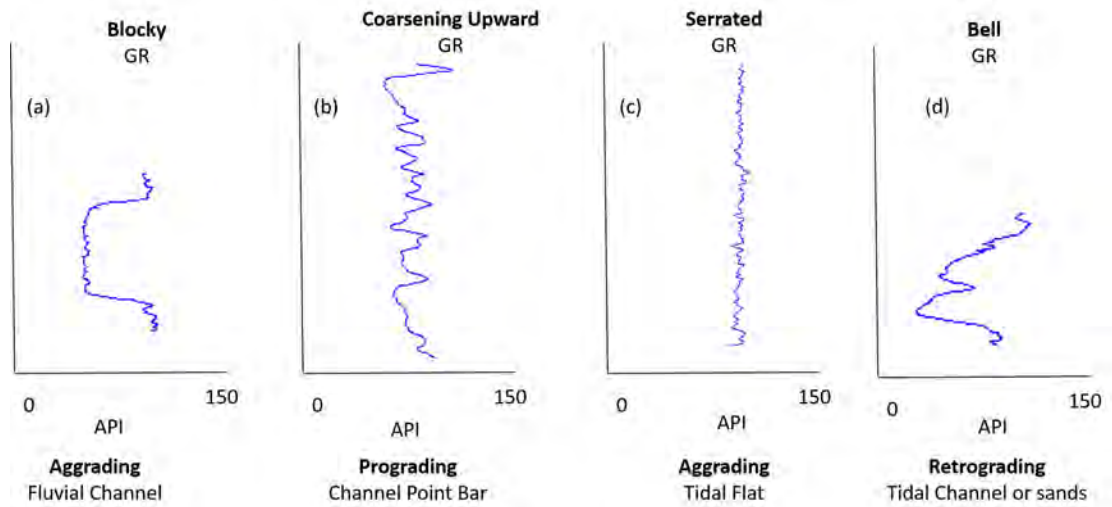 Blocky
GR
(a)
0
150
API
Aggrading
Fluvial Channel
Coarsening Upward
GR
(b)
0
150
API
Prograding
Channel Point Bar
Serrated
GR
(c)
0
150
API
Aggrading
Tidal Flat
Bell
GR
(d)
0
150
API
Retrograding
Tidal Channel or sands